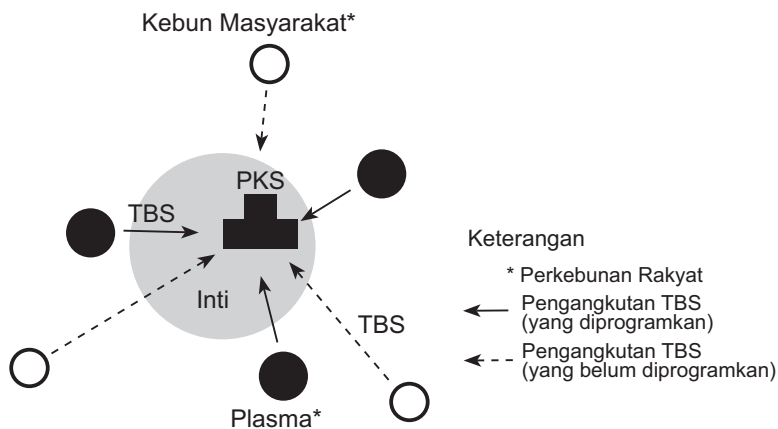 Kebun Masyarakat*
PKS
TBS
Inti
TBS
Plasma*
Keterangan
* Perkebunan Rakyat
Pengangkutan TBS
(yang diprogramkan)
Pengangkutan TBS
(yang belum diprogramkan)